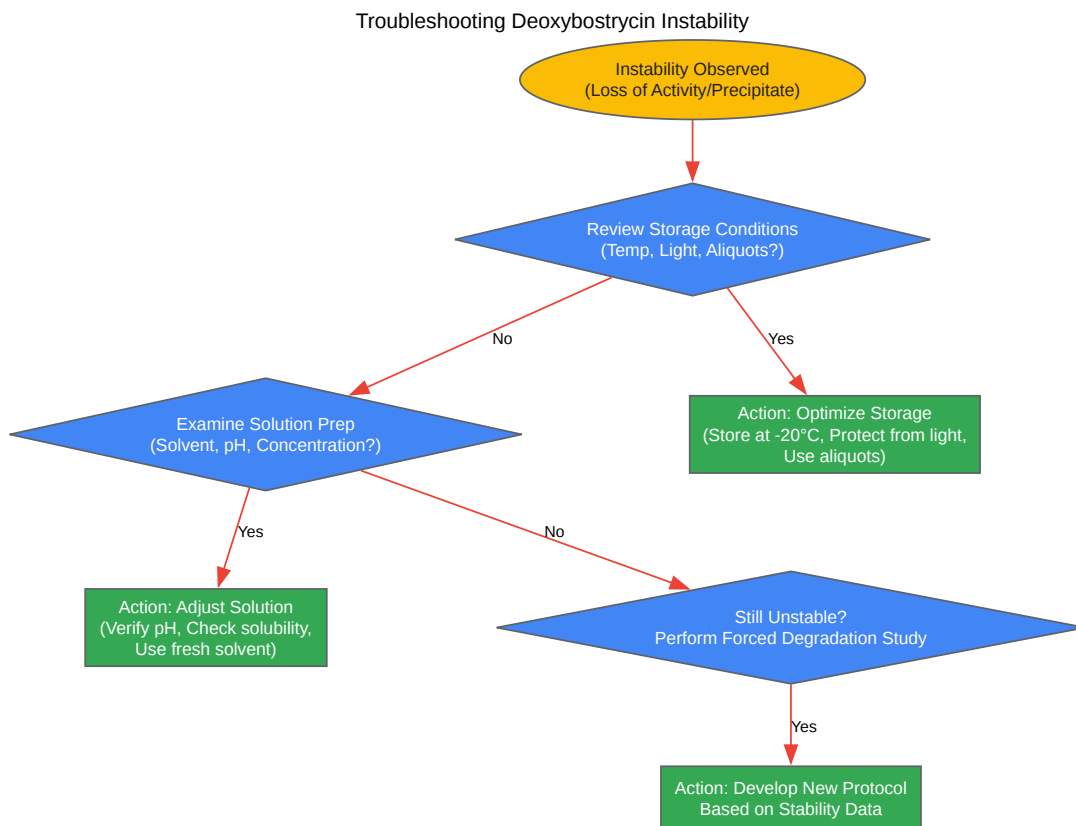 Troubleshooting Deoxybostrycin Instability
Instability Observed
(Loss of Activity/Precipitate)
Review Storage Conditions
(Temp, Light, Aliquots?)
No
Yes
Examine Solution Prep
(Solvent, pH, Concentration?)
Action: Optimize Storage
(Store at -20°C, Protect from light,
Use aliquots)
Yes
No
Action: Adjust Solution
(Verify pH, Check solubility,
Use fresh solvent)
Still Unstable?
Perform Forced Degradation Study
Yes
Action: Develop New Protocol
Based on Stability Data